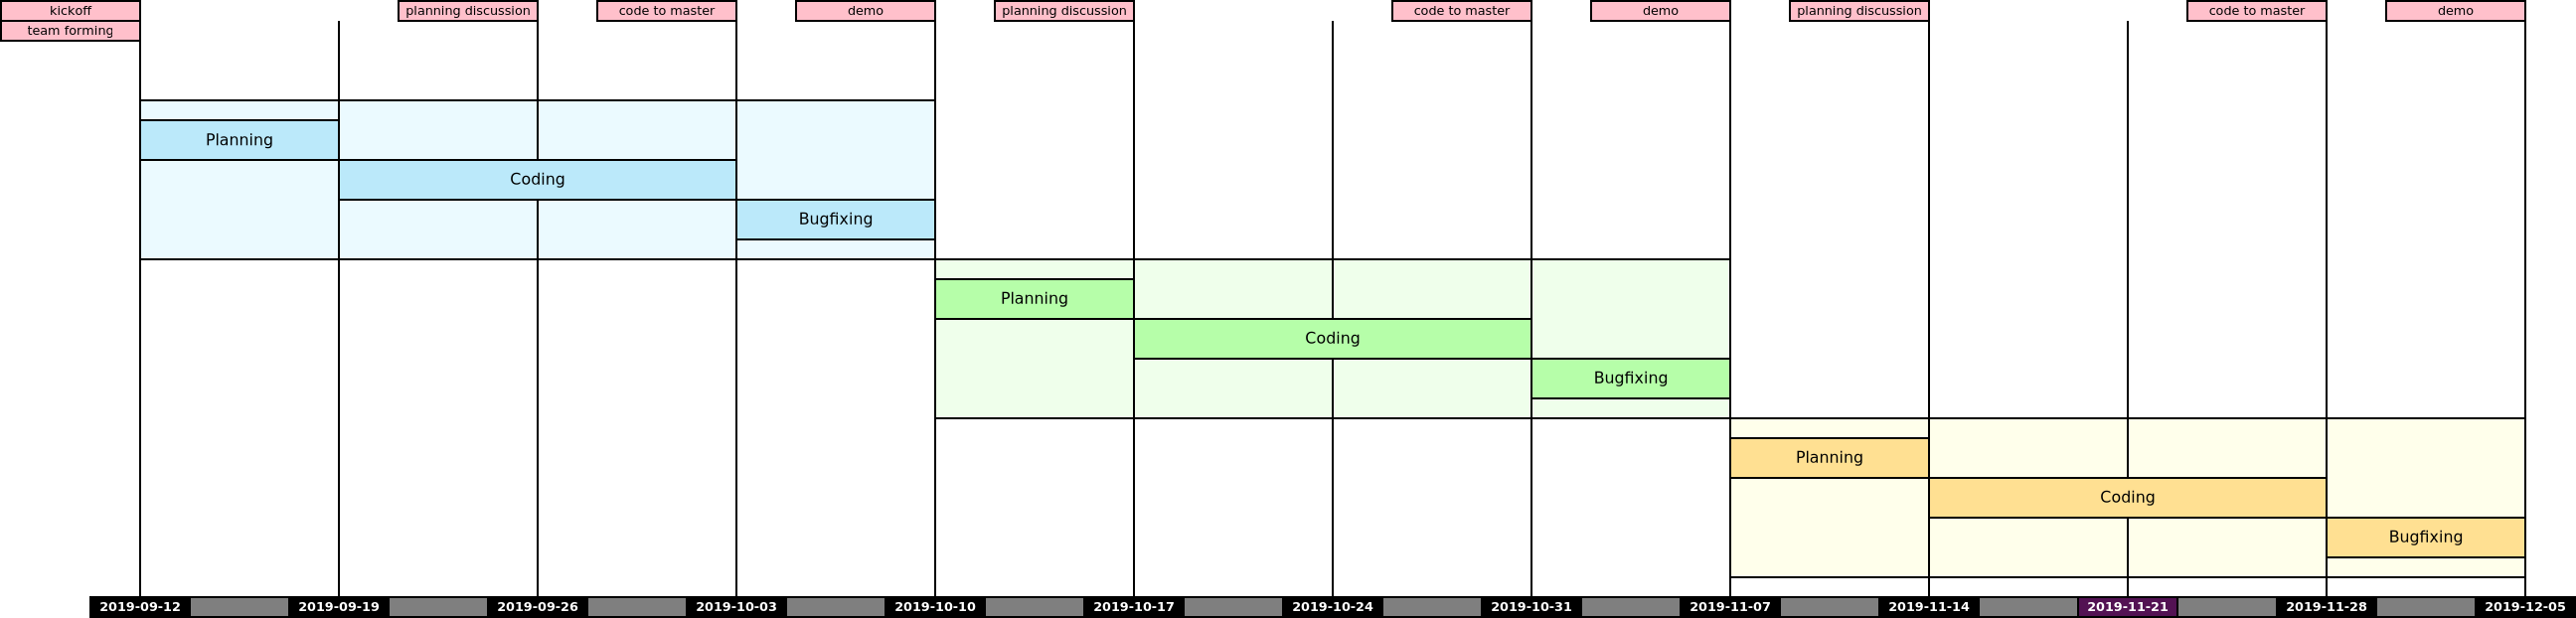 kickoff
planning discussion
code to master
demo
planning discussion
code to master
demo
planning discussion
code to master
demo
team forming
Planning
Coding
Bugfixing
Planning
Coding
Bugfixing
Planning
Coding
Bugfixing
2019-09-12
2019-09-19
2019-09-26
2019-10-03
2019-10-10
2019-10-17
2019-10-24
2019-10-31
2019-11-07
2019-11-14
2019-11-21
2019-11-28
2019-12-05